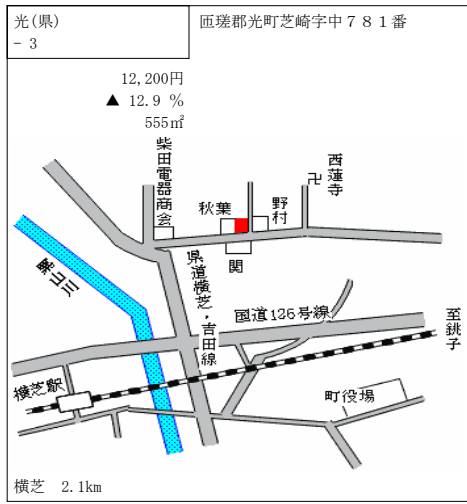 光(県)
- 3
匝瑳郡光町芝崎字中７８１番
12,200円
▲ 12.9 %
555㎡
柴田電器商会
西蓮寺
卍
秋葉
野村
関
栗山川
県道横芝・吉田線
国道126号線
至銚子
横芝駅
町役場
横芝 2.1km